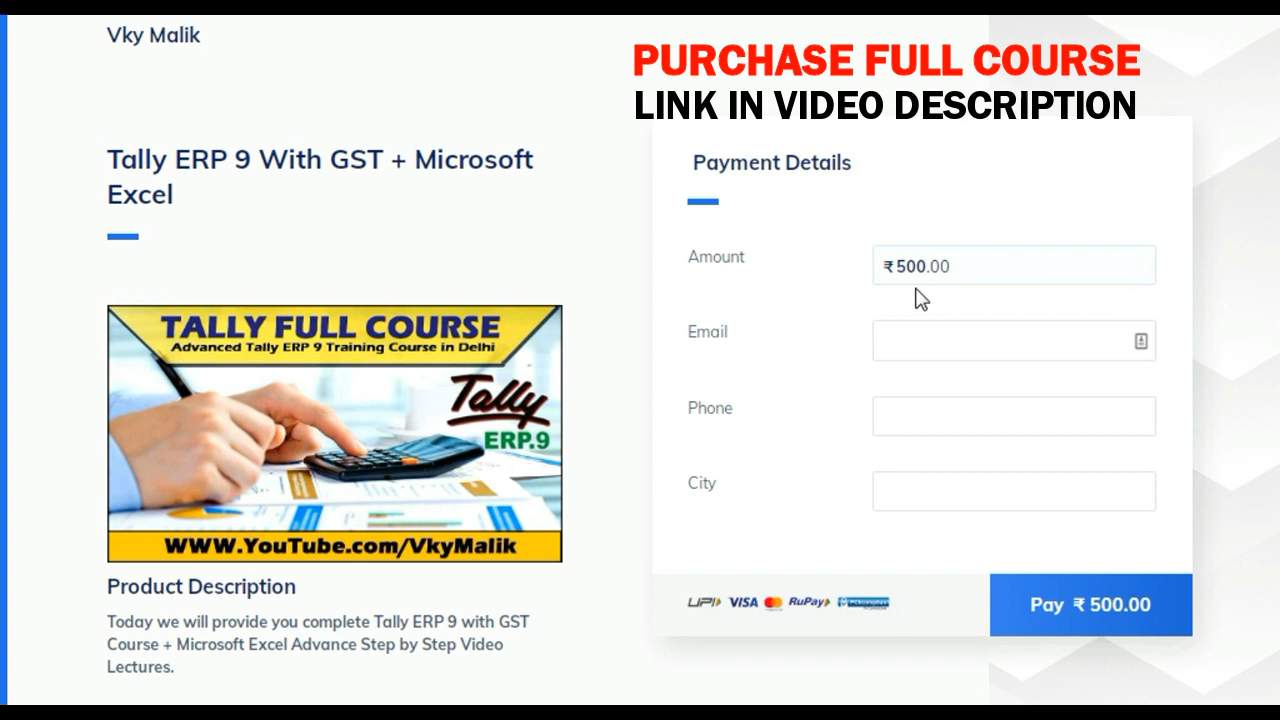 Vky Malik
PURCHASE FULL COURSE
LINK IN VIDEO DESCRIPTION
Tally ERP 9 With GST + Microsoft
Excel
TALLY FULL COURSE
Advanced Tally ERP 9 Training Course in Delhi
Tally
ERP.9
WWW.YouTube.com/VkyMalik
Product Description
Today we will provide you complete Tally ERP 9 with GST
Course + Microsoft Excel Advance Step by Step Video
Lectures.
Payment Details
Amount
₹ 500.00
Email
Phone
City
UPI VISA RuPay
Pay ₹ 500.00